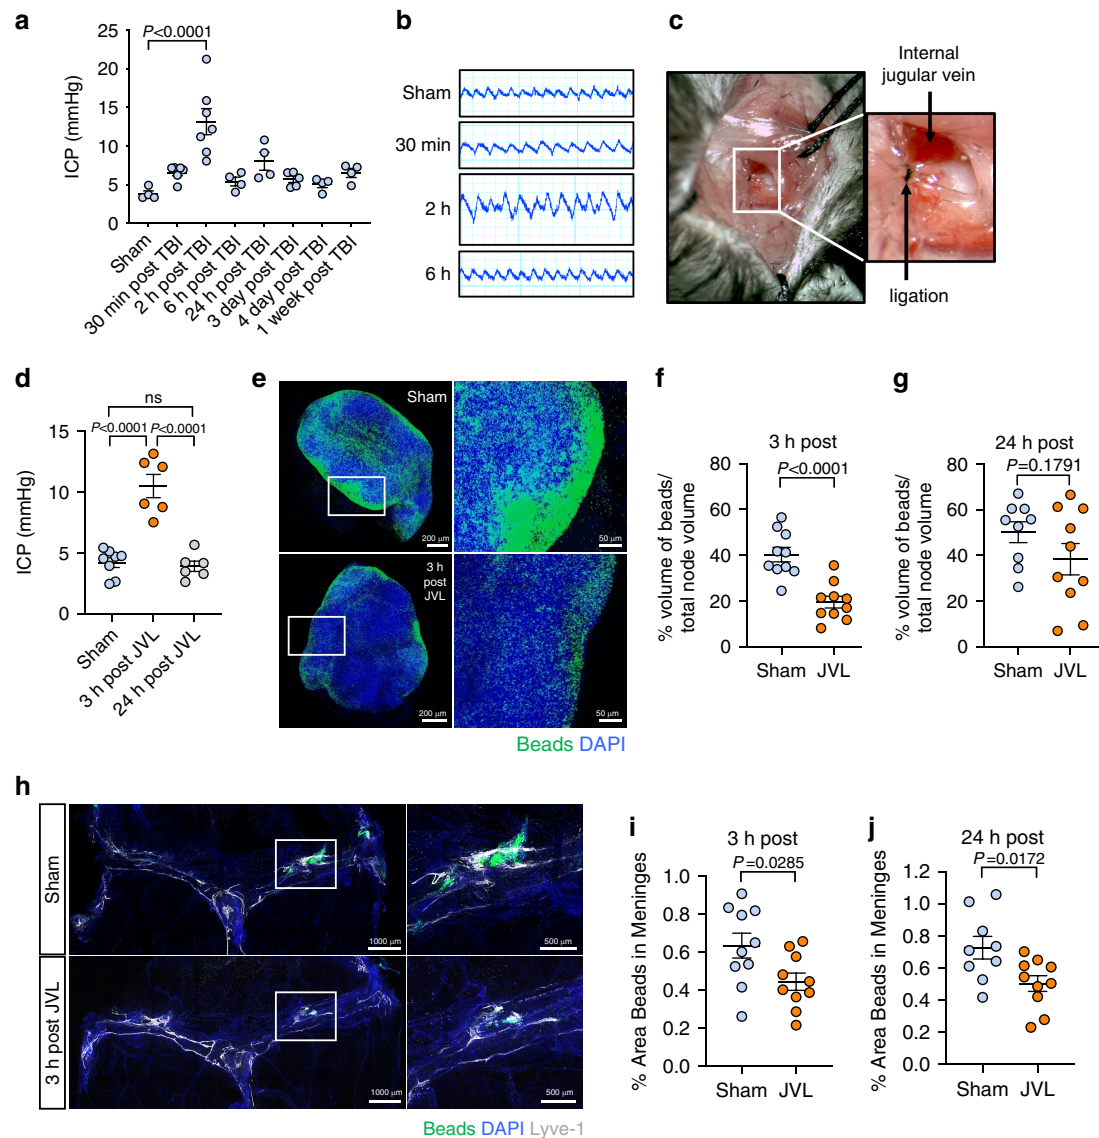 a
ICP (mmHg)
25
20
15
10
5
0
P<0.0001
Sham
30 min post TBI
2 h post TBI
6 h post TBI
24 h post TBI
3 day post TBI
4 day post TBI
1 week post TBI
b
Sham
30 min
2 h
6 h
c
Internal
jugular vein
ligation
d
ICP (mmHg)
15
10
5
0
ns
P<0.0001
P<0.0001
Sham
3 h post JVL
24 h post JVL
e
Sham
200 µm
50 µm
3 h
post
JVL
200 µm
50 µm
Beads DAPI
f
3 h post
P<0.0001
% volume of beads/
total node volume
80
60
40
20
0
Sham JVL
g
24 h post
P=0.1791
% volume of beads/
total node volume
80
60
40
20
0
Sham JVL
h
Sham
1000 µm
500 µm
3 h post JVL
1000 µm
500 µm
Beads DAPI Lyve-1
i
3 h post
P=0.0285
% Area Beads in Meninges
1.0
0.8
0.6
0.4
0.2
0.0
Sham JVL
j
24 h post
P=0.0172
% Area Beads in Meninges
1.2
1.0
0.8
0.6
0.4
0.2
0.0
Sham JVL